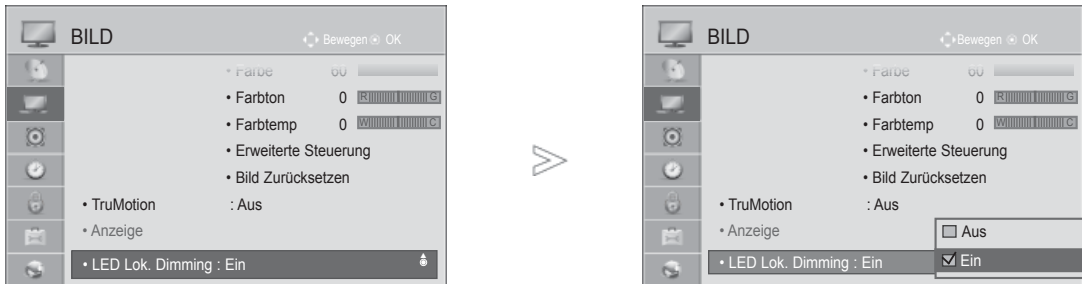 BILD
Bewegen OK
• Farbe 60
• Farbton 0 R G
• Farbtemp 0 W C
• Erweiterte Steuerung
• Bild Zurücksetzen
• TruMotion : Aus
• Anzeige
• LED Lok. Dimming : Ein
BILD
Bewegen OK
• Farbe 60
• Farbton 0 R G
• Farbtemp 0 W C
• Erweiterte Steuerung
• Bild Zurücksetzen
• TruMotion : Aus
• Anzeige
Aus
• LED Lok. Dimming : Ein
Ein